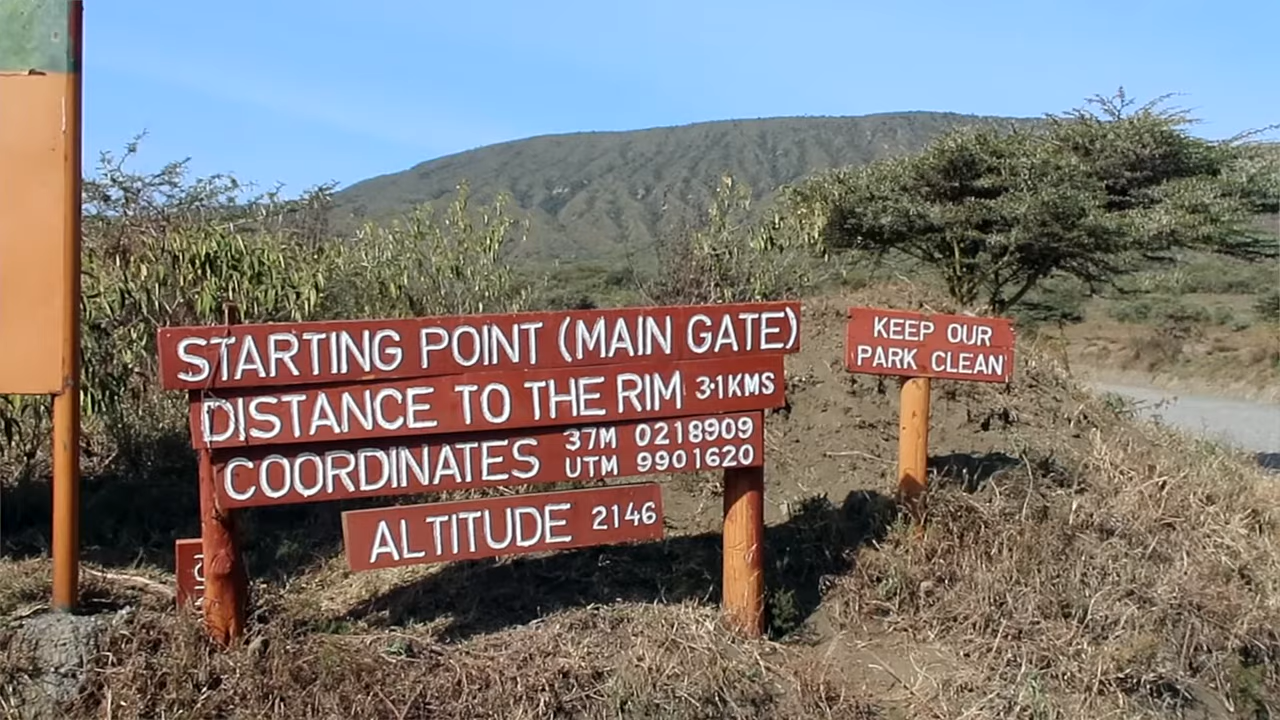 STARTING POINT (MAIN GATE)
DISTANCE TO THE RIM 3·1KMS
COORDINATES 37M 0218909
UTM 9901620
ALTITUDE 2146
KEEP OUR
PARK CLEAN